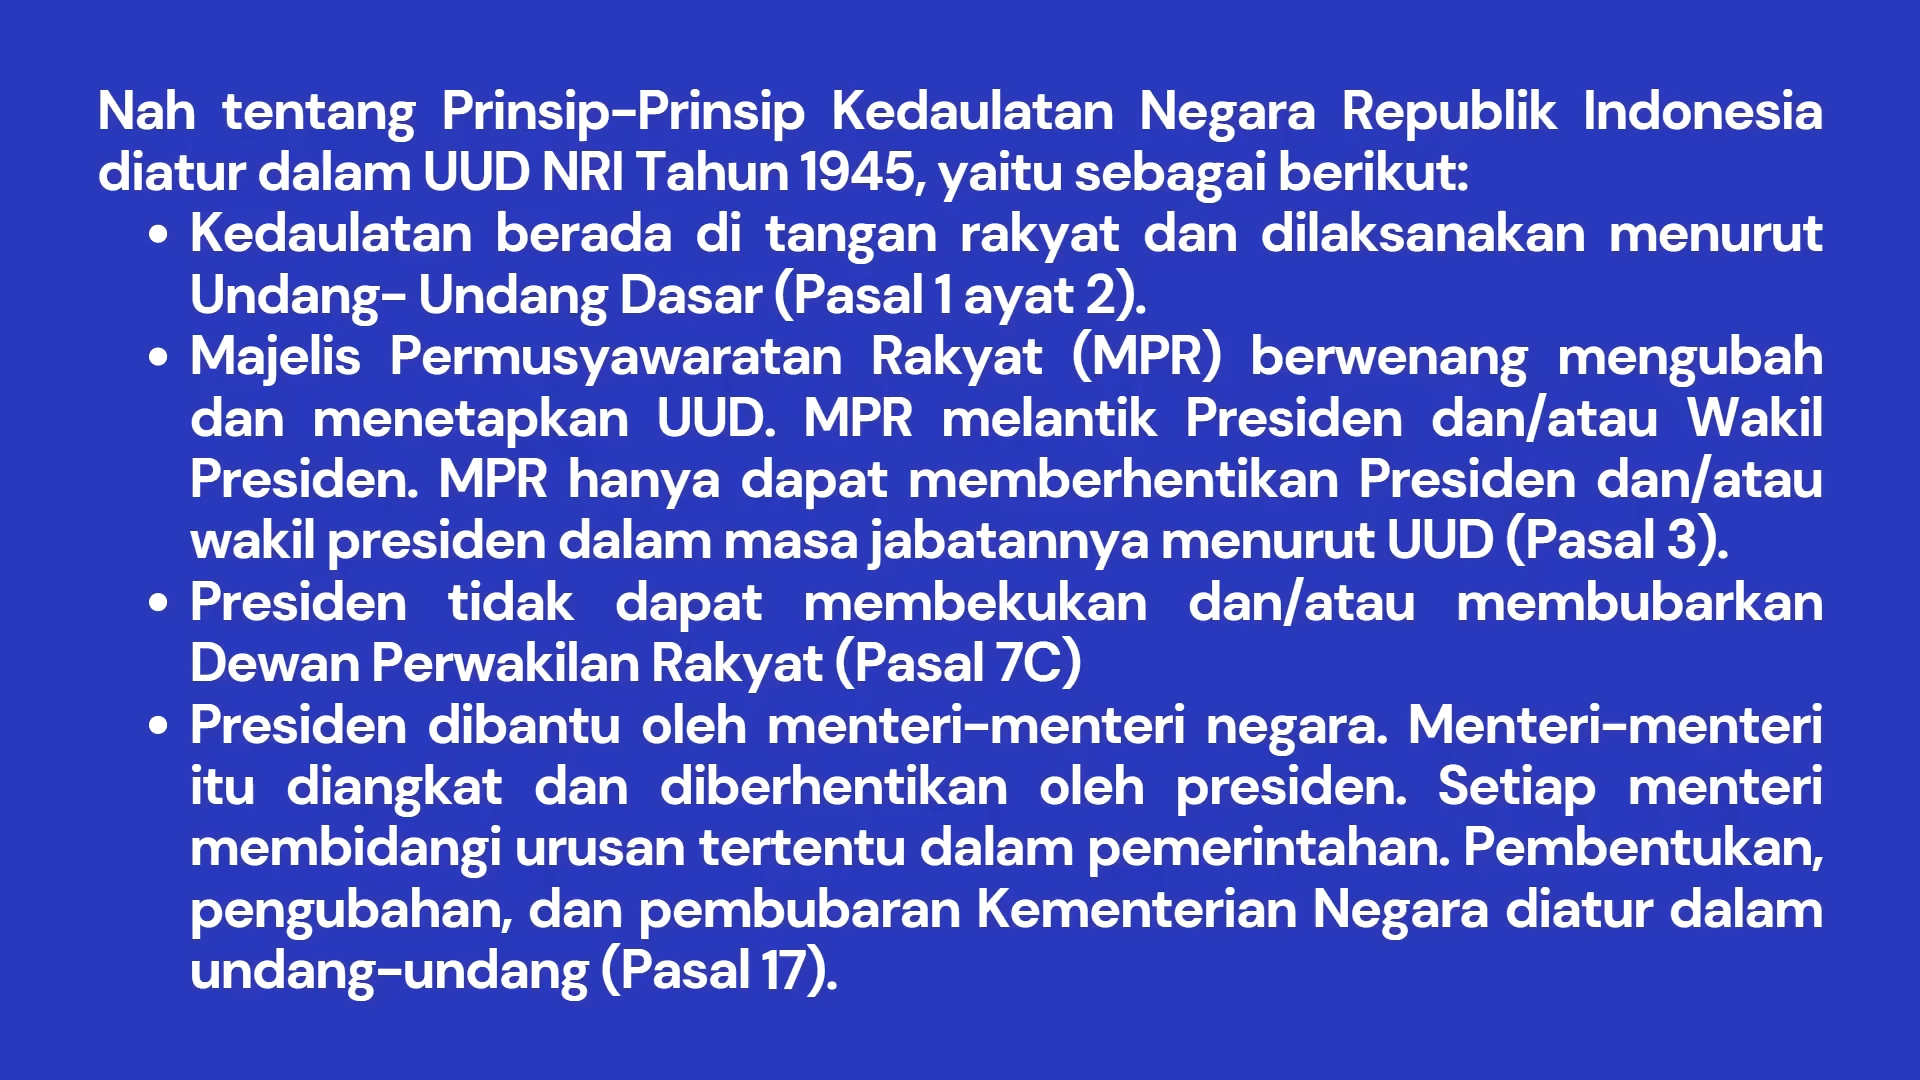 Nah tentang Prinsip-Prinsip Kedaulatan Negara Republik Indonesia
diatur dalam UUD NRI Tahun 1945, yaitu sebagai berikut:
• Kedaulatan berada di tangan rakyat dan dilaksanakan menurut
Undang- Undang Dasar (Pasal 1 ayat 2).
• Majelis Permusyawaratan Rakyat (MPR) berwenang mengubah
dan menetapkan UUD. MPR melantik Presiden dan/atau Wakil
Presiden. MPR hanya dapat memberhentikan Presiden dan/atau
wakil presiden dalam masa jabatannya menurut UUD (Pasal 3).
• Presiden tidak dapat membekukan dan/atau membubarkan
Dewan Perwakilan Rakyat (Pasal 7C)
• Presiden dibantu oleh menteri-menteri negara. Menteri-menteri
itu diangkat dan diberhentikan oleh presiden. Setiap menteri
membidangi urusan tertentu dalam pemerintahan. Pembentukan,
pengubahan, dan pembubaran Kementerian Negara diatur dalam
undang-undang (Pasal 17).